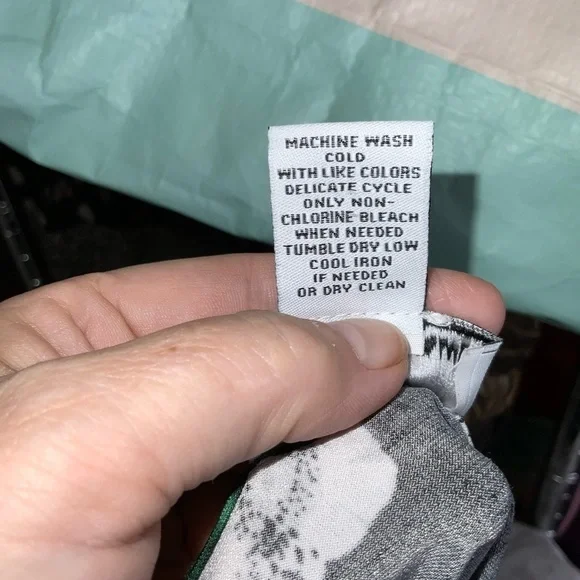 MACHINE WASH
COLD
WITH LIKE COLORS
DELICATE CYCLE
ONLY NON-
CHLORINE BLEACH
WHEN NEEDED
TUMBLE DRY LOW
COOL IRON
IF NEEDED
OR DRY CLEAN